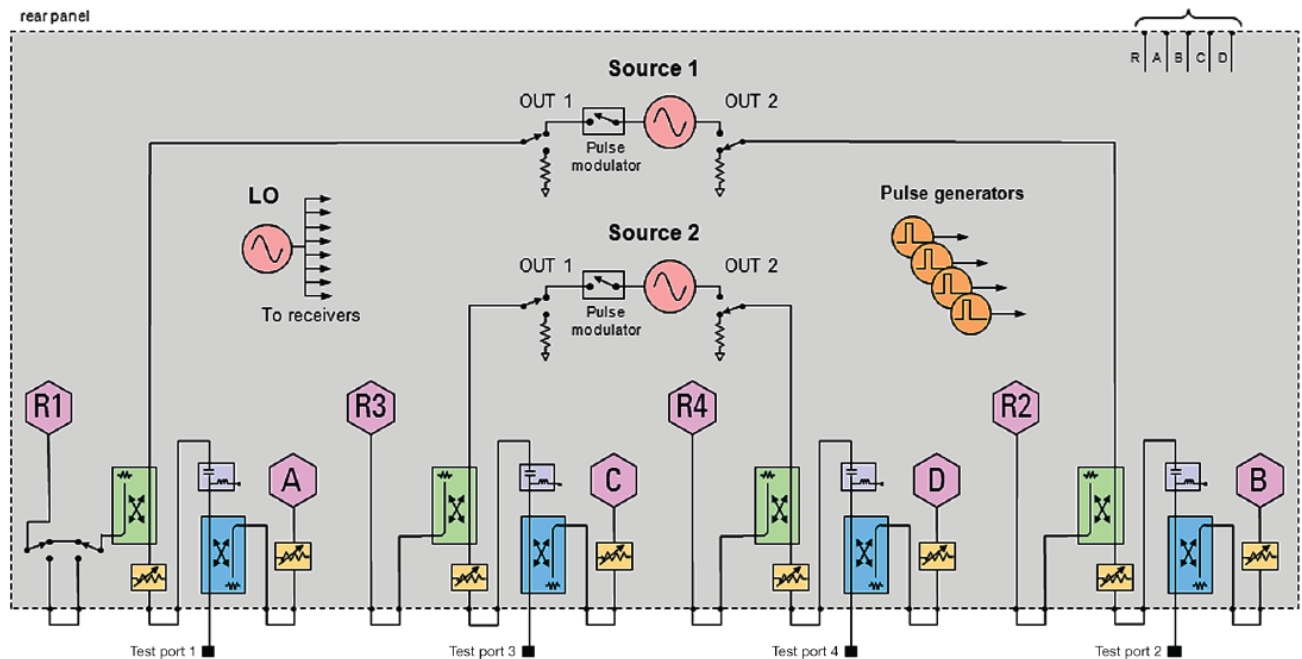 rear panel
R A B C D
Source 1
OUT 1
OUT 2
Pulse
modulator
LO
To receivers
Pulse generators
Source 2
OUT 1
OUT 2
Pulse
modulator
R1
R3
R4
R2
A
C
D
B
Test port 1
Test port 3
Test port 4
Test port 2